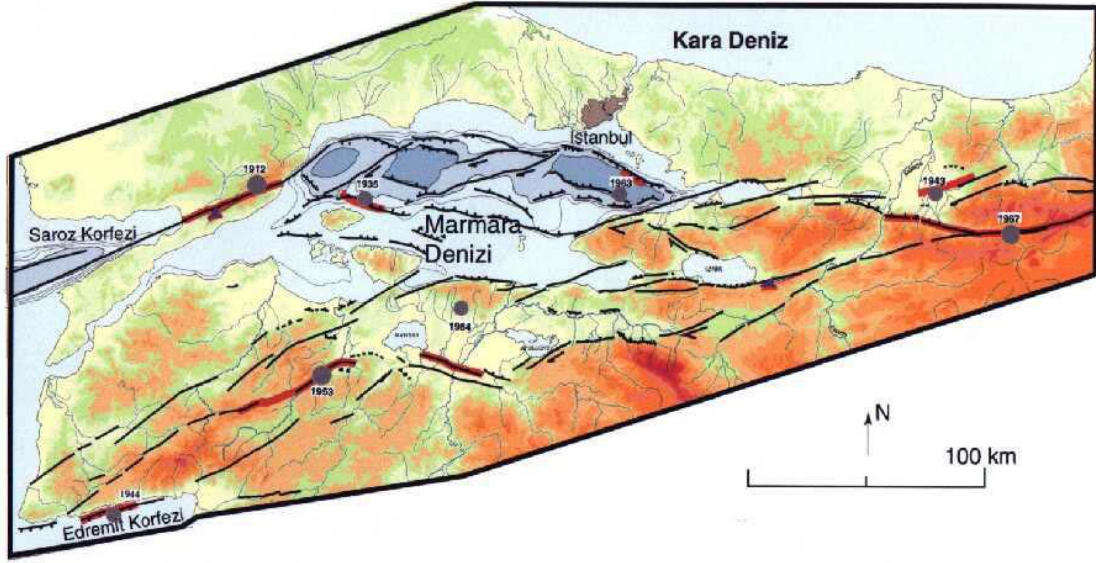 Kara Deniz
İstanbul
1912
1935
1963
1943
1967
Saroz Korfezi
Marmara
Denizi
1964
1953
N
100 km
1944
Edremit Korfezi